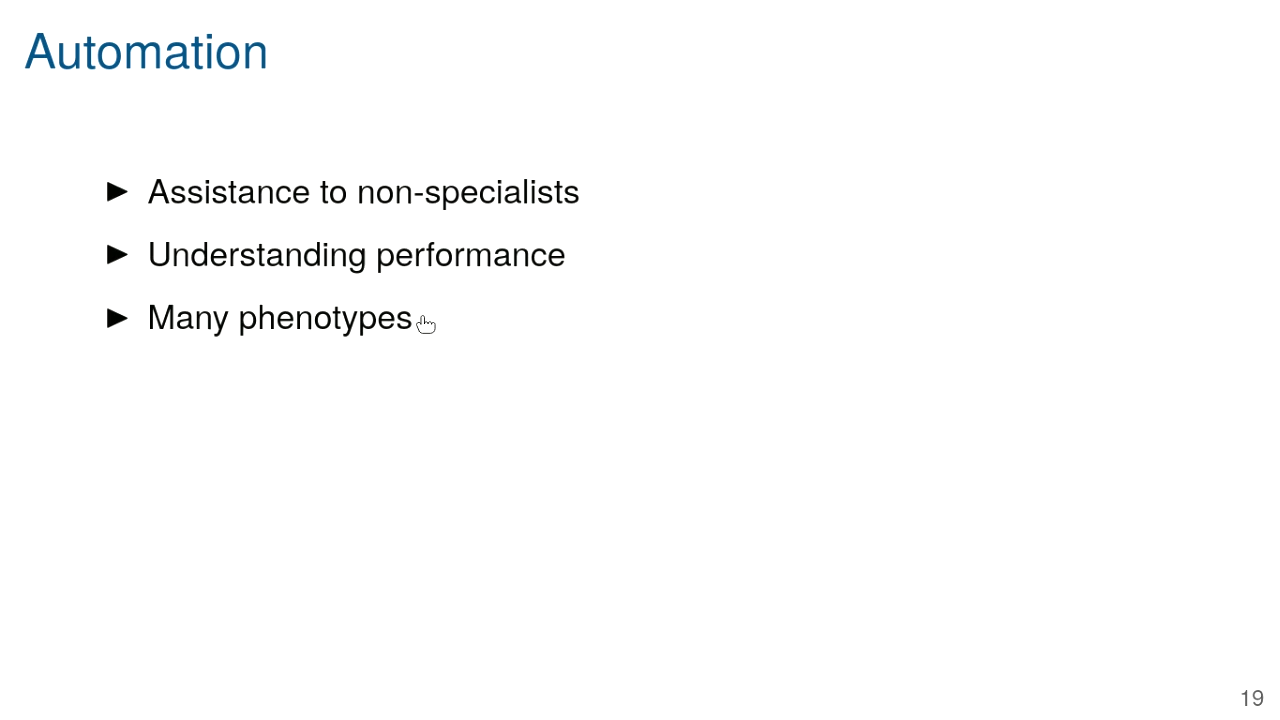 Automation
▶ Assistance to non-specialists
▶ Understanding performance
▶ Many phenotypes
19